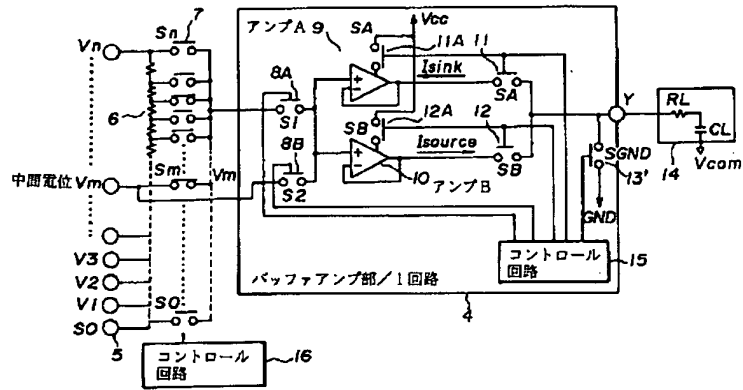 Vn
Sn
7
6
中間電位 Vm
Sm
Vm
V3
V2
V1
S0
S0
5
コントロール
回路
16
アンプA 9
SA
Vcc
11A
11
Isink
SA
8A
S1
12A
SB
12
Isource
SB
8B
S2
10
アンプB
Y
RL
CL
14
Vcom
SGND
13'
GND
コントロール
回路
15
バッファアンプ部/1回路
4
+
-
+
-